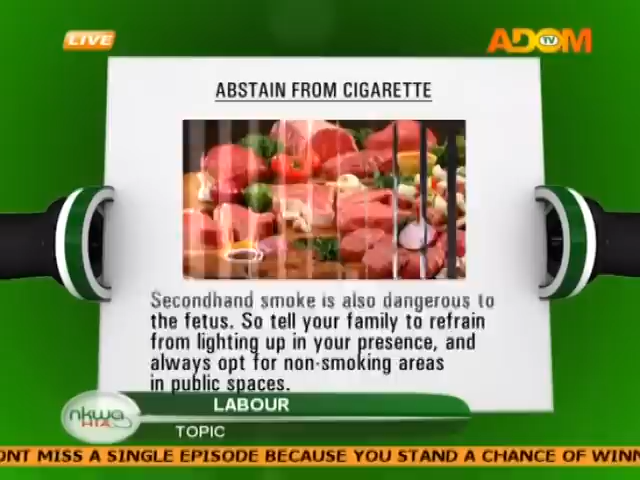 LIVE
ADOM TV
ABSTAIN FROM CIGARETTE
Secondhand smoke is also dangerous to
the fetus. So tell your family to refrain
from lighting up in your presence, and
always opt for non-smoking areas
in public spaces.
nkwa
HIA
LABOUR
TOPIC
ONT MISS A SINGLE EPISODE BECAUSE YOU STAND A CHANCE OF WINN